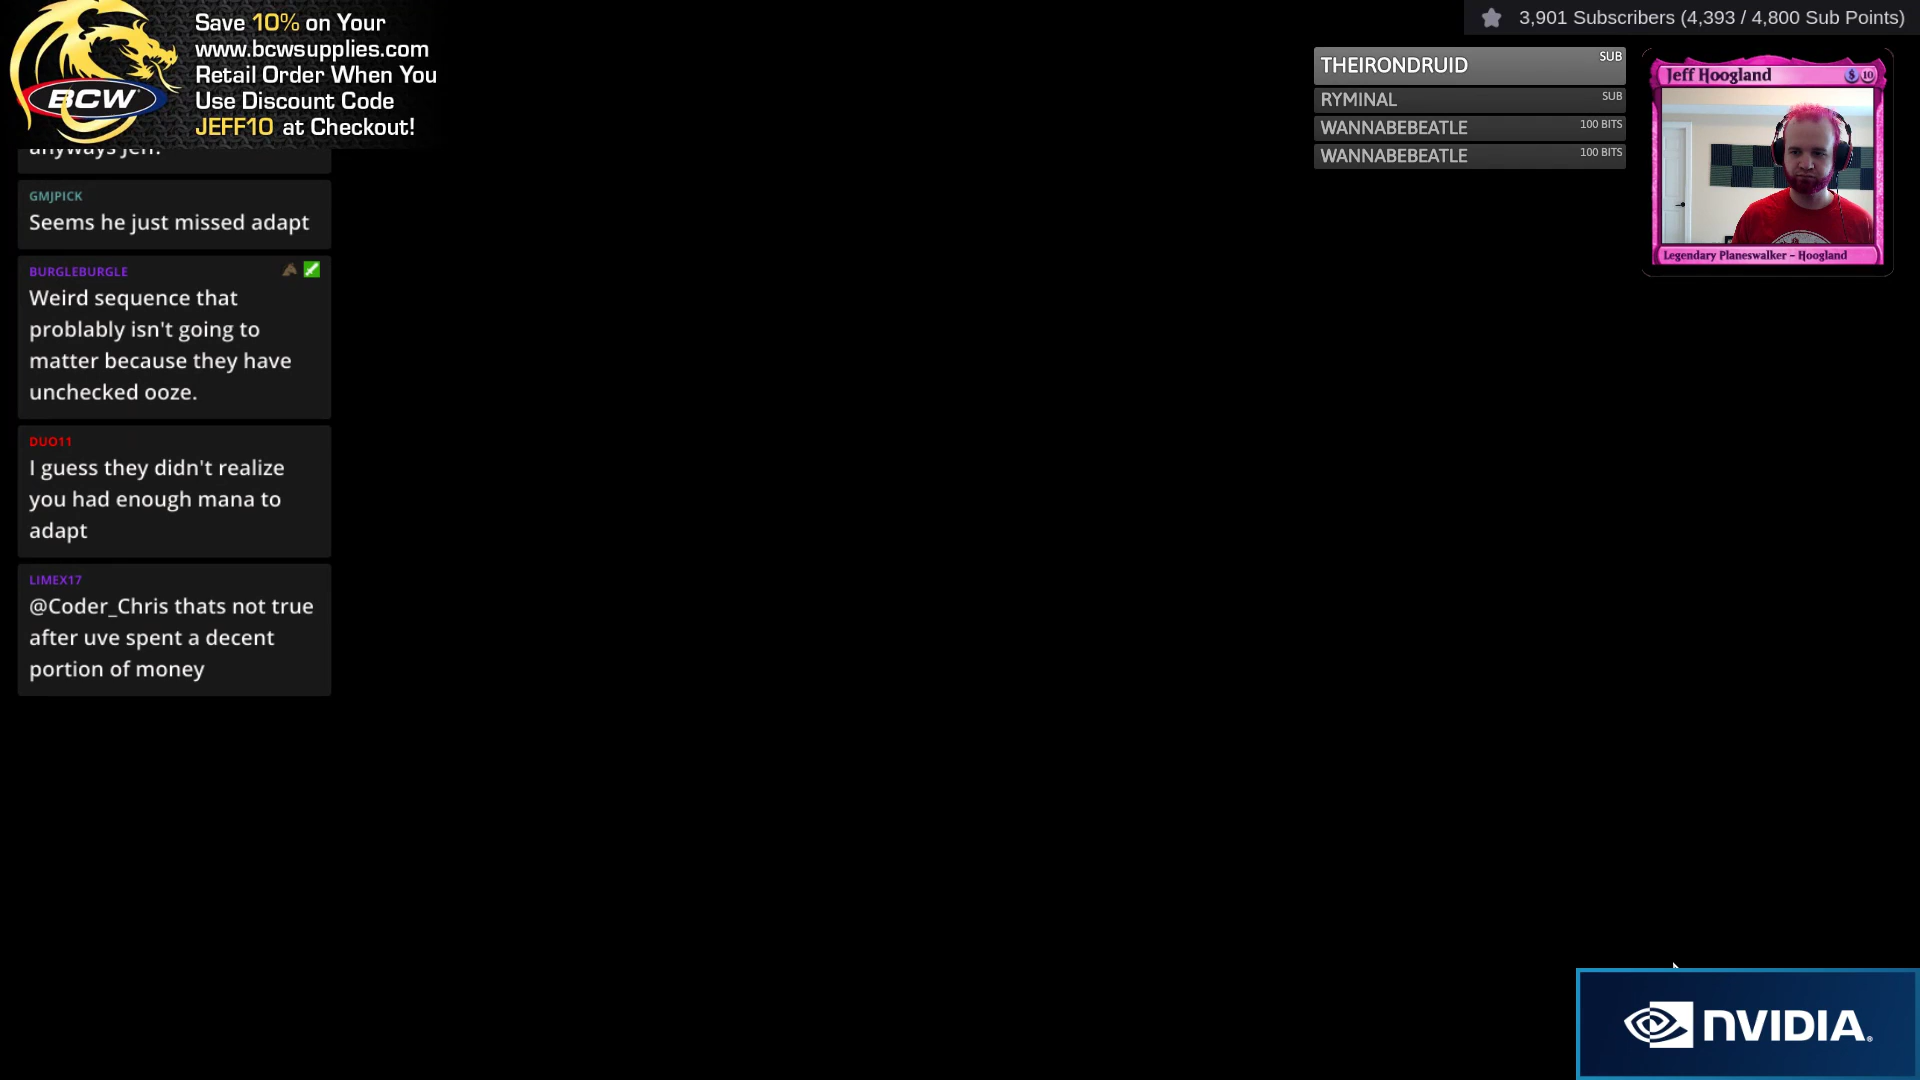 Save 10% on Your
www.bcwsupplies.com
Retail Order When You
Use Discount Code
JEFF10 at Checkout!
BCW
anyways Jeff.
GMJPICK
Seems he just missed adapt
BURGLEBURGLE
Weird sequence that
problably isn't going to
matter because they have
unchecked ooze.
DUO11
I guess they didn't realize
you had enough mana to
adapt
LIMEX17
@Coder_Chris thats not true
after uve spent a decent
portion of money
3,901 Subscribers (4,393 / 4,800 Sub Points)
THEIRONDRUID SUB
RYMINAL SUB
WANNABEBEATLE 100 BITS
WANNABEBEATLE 100 BITS
Jeff Hoogland $ 10
Legendary Planeswalker - Hoogland
NVIDIA.